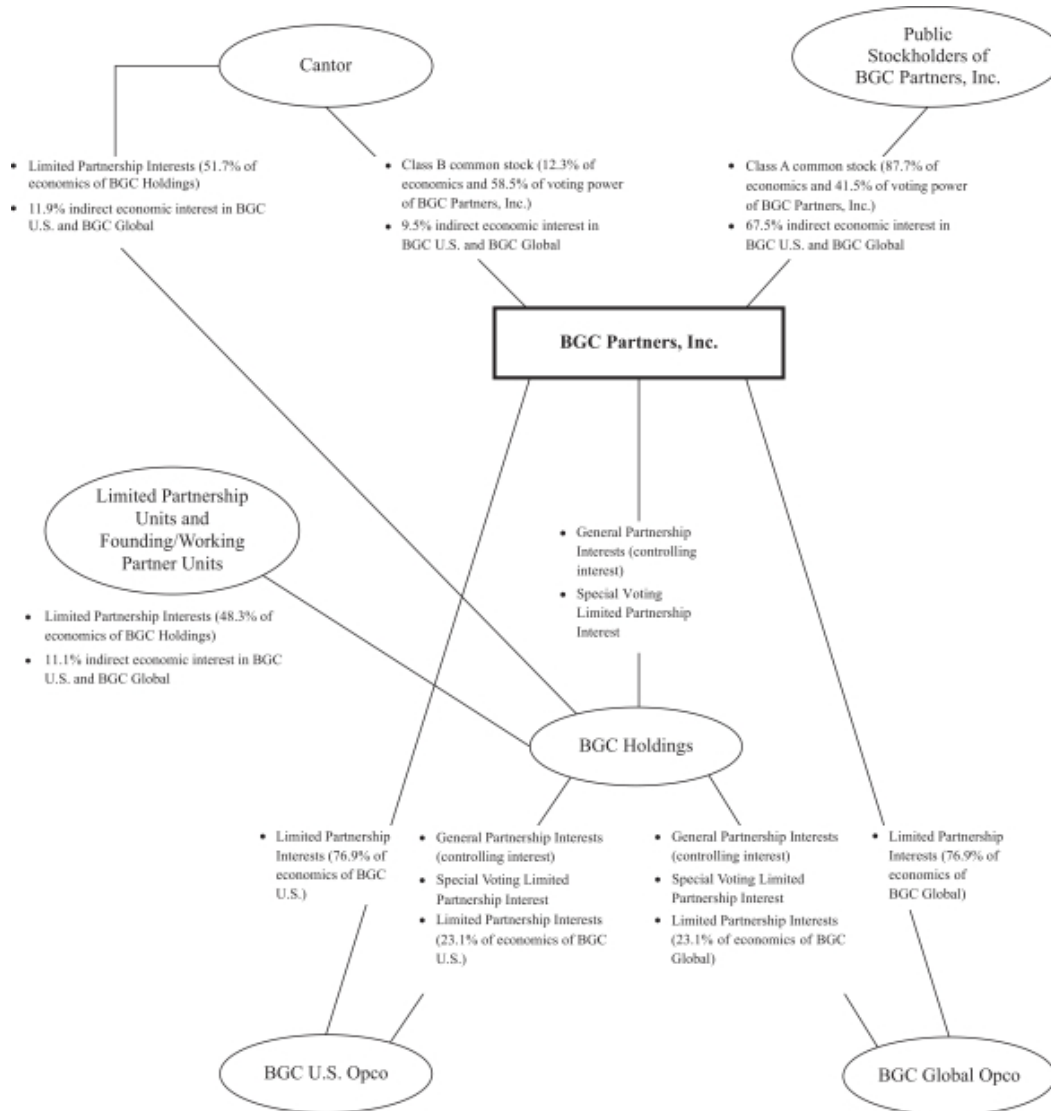 Cantor
Public
Stockholders of
BGC Partners, Inc.
• Limited Partnership Interests (51.7% of
economics of BGC Holdings)
• 11.9% indirect economic interest in BGC
U.S. and BGC Global
• Class B common stock (12.3% of
economics and 58.5% of voting power
of BGC Partners, Inc.)
• 9.5% indirect economic interest in
BGC U.S. and BGC Global
• Class A common stock (87.7% of
economics and 41.5% of voting power
of BGC Partners, Inc.)
• 67.5% indirect economic interest in
BGC U.S. and BGC Global
BGC Partners, Inc.
Limited Partnership
Units and
Founding/Working
Partner Units
• Limited Partnership Interests (48.3% of
economics of BGC Holdings)
• 11.1% indirect economic interest in BGC
U.S. and BGC Global
• General Partnership
Interests (controlling
interest)
• Special Voting
Limited Partnership
Interest
BGC Holdings
• Limited Partnership
Interests (76.9% of
economics of BGC
U.S.)
• General Partnership Interests
(controlling interest)
• Special Voting Limited
Partnership Interest
• Limited Partnership Interests
(23.1% of economics of BGC
U.S.)
• General Partnership Interests
(controlling interest)
• Special Voting Limited
Partnership Interest
• Limited Partnership Interests
(23.1% of economics of BGC
Global)
• Limited Partnership
Interests (76.9% of
economics of
BGC Global)
BGC U.S. Opco
BGC Global Opco